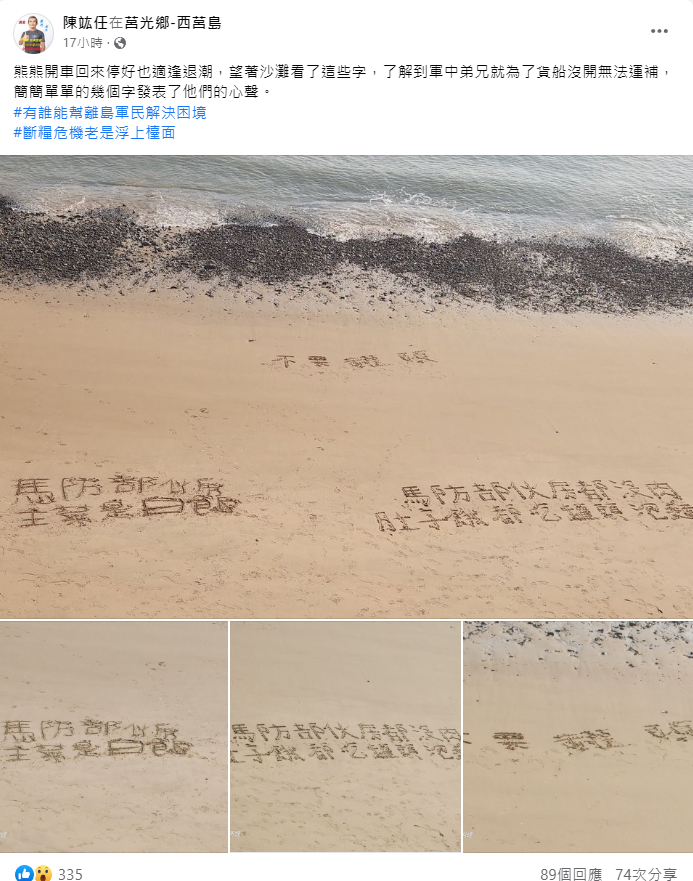 陳竑任在莒光鄉-西莒島
17小時
熊熊開車回來停好也適逢退潮，望著沙灘看了這些字，了解到軍中弟兄就為了貨船沒開無法運補，
簡簡單單的幾個字發表了他們的心聲。
#有誰能幫離島軍民解決困境
#斷糧危機老是浮上檯面
不要
馬防部伙房
主菜是白飯
馬防部伙房都沒肉
肚子餓都吃罐頭泡麵
馬防部伙房
主菜是白飯
馬防部伙房都沒肉
肚子餓都吃罐頭泡
要
335
89個回應 74次分享